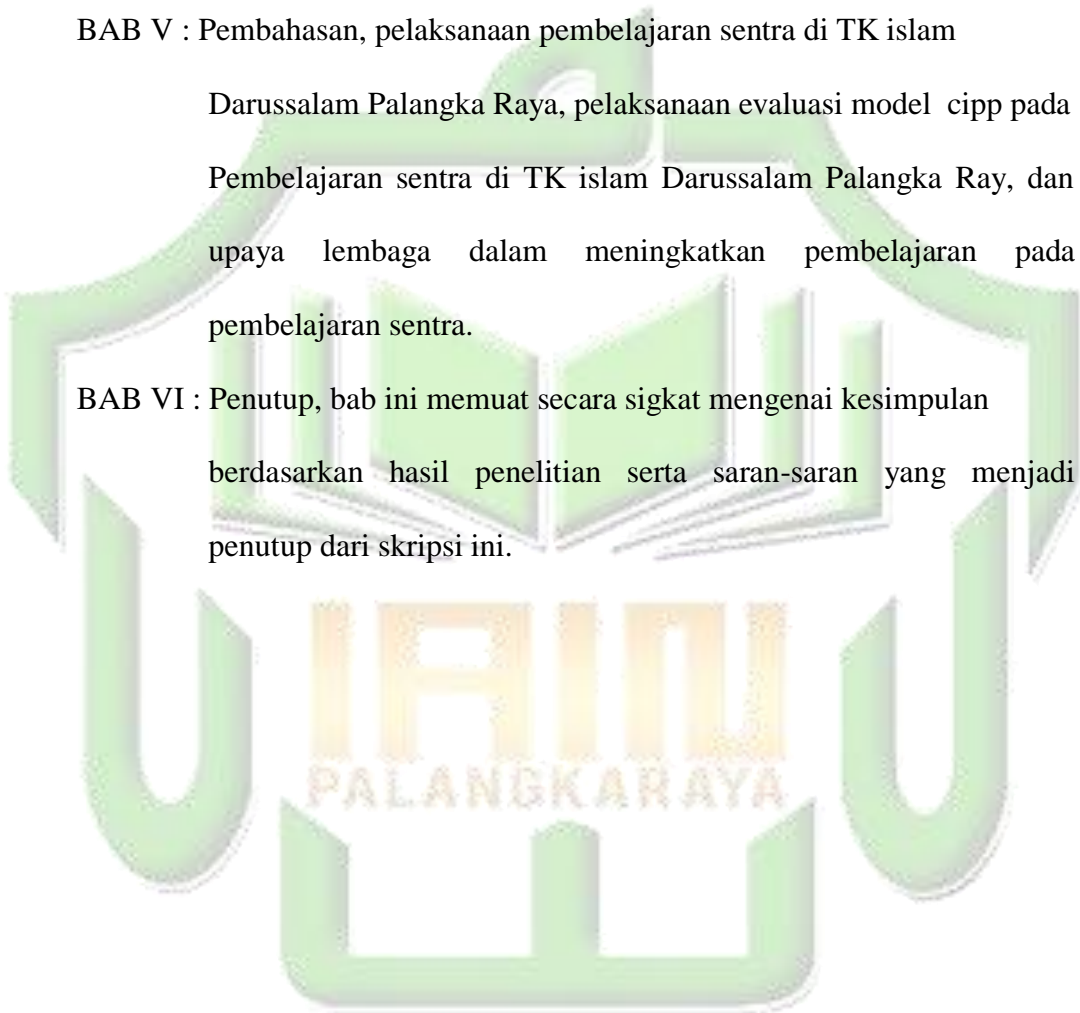 BAB V : Pembahasan, pelaksanaan pembelajaran sentra di TK islam
Darussalam Palangka Raya, pelaksanaan evaluasi model cipp pada
Pembelajaran sentra di TK islam Darussalam Palangka Ray, dan
upaya lembaga dalam meningkatkan pembelajaran pada
pembelajaran sentra.
BAB VI : Penutup, bab ini memuat secara sigkat mengenai kesimpulan
berdasarkan hasil penelitian serta saran-saran yang menjadi
penutup dari skripsi ini.
IAIN
PALANGKARAYA